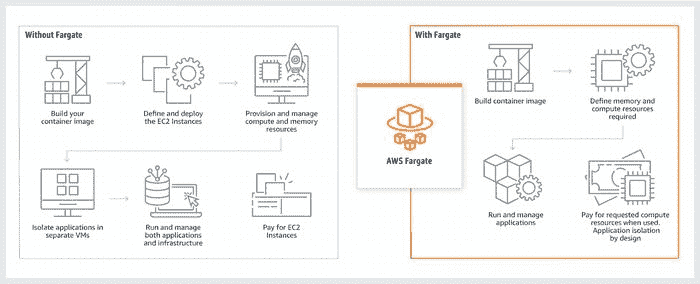 Without Fargate
Build your
container image
Define and deploy
the EC2 Instances
Provision and manage
compute and memory
resources
Isolate applications in
separate VMs
Run and manage
both applications
and infrastructure
Pay for EC2
Instances
AWS Fargate
With Fargate
Build container image
Define memory and
compute resources
required
Run and manage
applications
Pay for requested compute
resources when used.
Application isolation
by design